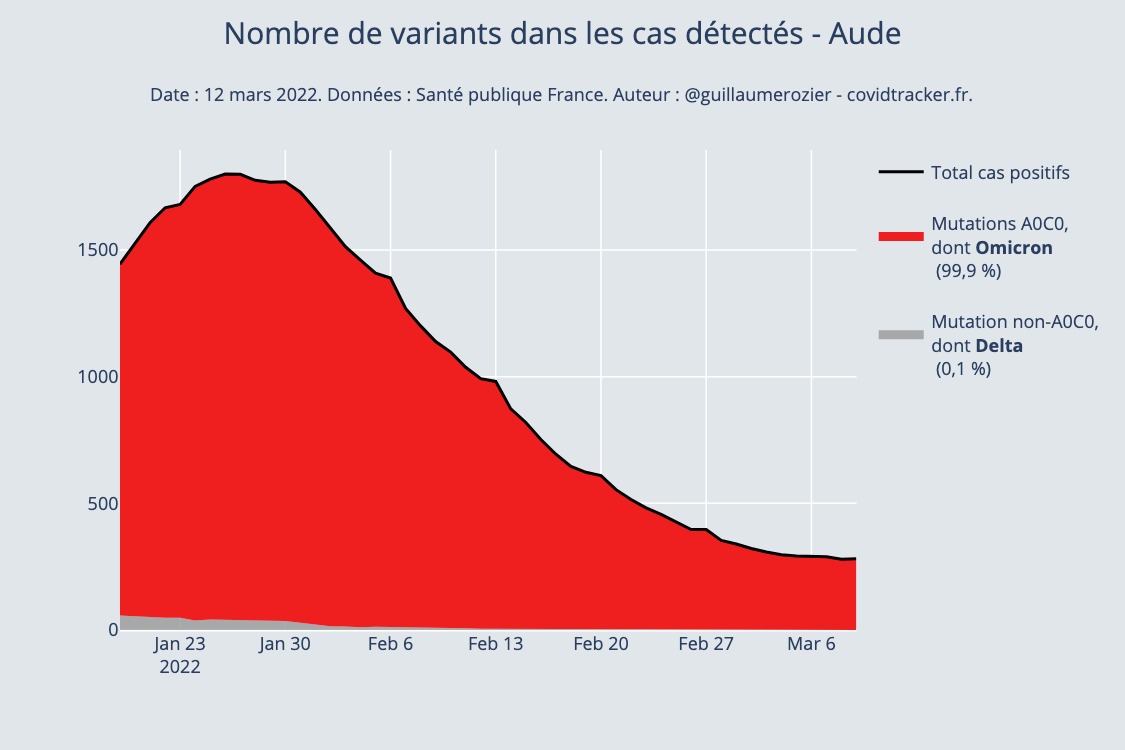 Nombre de variants dans les cas détectés - Aude
Date : 12 mars 2022. Données : Santé publique France. Auteur : @guillaumerozier - covidtracker.fr.
Total cas positifs
Mutations A0C0,
dont Omicron
(99,9 %)
Mutation non-A0C0,
dont Delta
(0,1 %)
1500
1000
500
0
Jan 23
2022
Jan 30
Feb 6
Feb 13
Feb 20
Feb 27
Mar 6